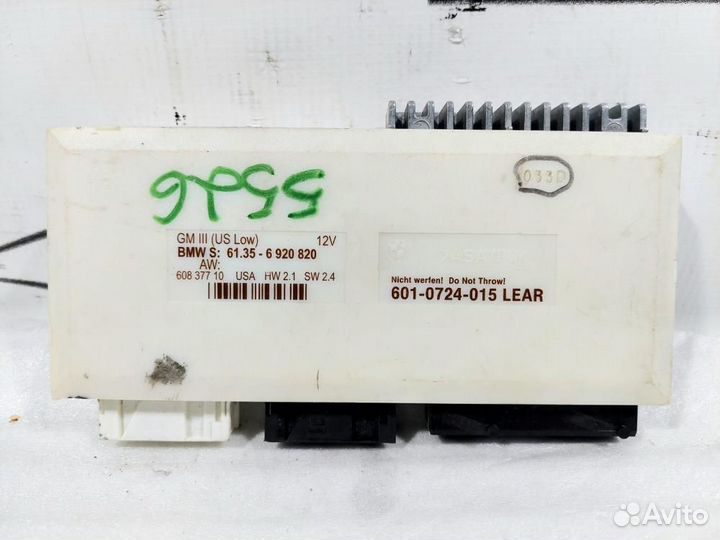 5526
033D
GM III (US Low) 12V
BMW S: 61.35 - 6 920 820
AW:
608 377 10 USA HW 2.1 SW 2.4
Nicht werfen! Do Not Throw!
601-0724-015 LEAR
Avito